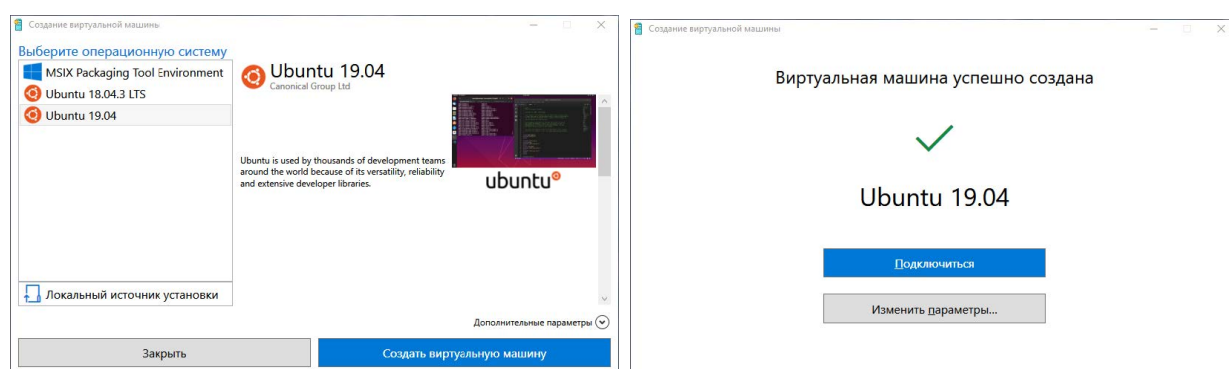 Создание виртуальной машины
Выберите операционную систему
MSIX Packaging Tool Environment
Ubuntu 18.04.3 LTS
Ubuntu 19.04
Локальный источник установки
Ubuntu 19.04
Canonical Group Ltd
Ubuntu is used by thousands of development teams
around the world because of its versatility, reliability
and extensive developer libraries.
ubuntu
Дополнительные параметры
Закрыть
Создать виртуальную машину
Создание виртуальной машины
Виртуальная машина успешно создана
Ubuntu 19.04
Подключиться
Изменить параметры...